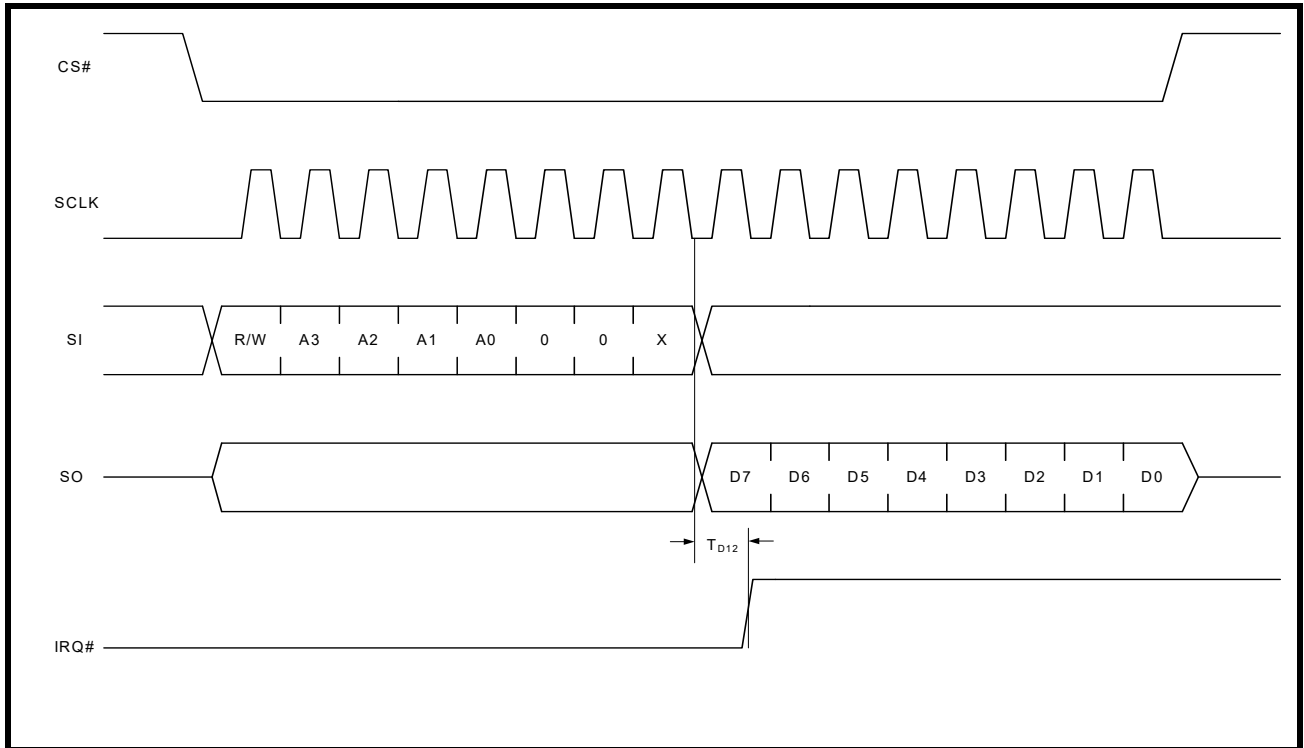 CS#
SCLK
SI
R/W A3 A2 A1 A0 0 0 X
SO
D7 D6 D5 D4 D3 D2 D1 D0
TD12
IRQ#